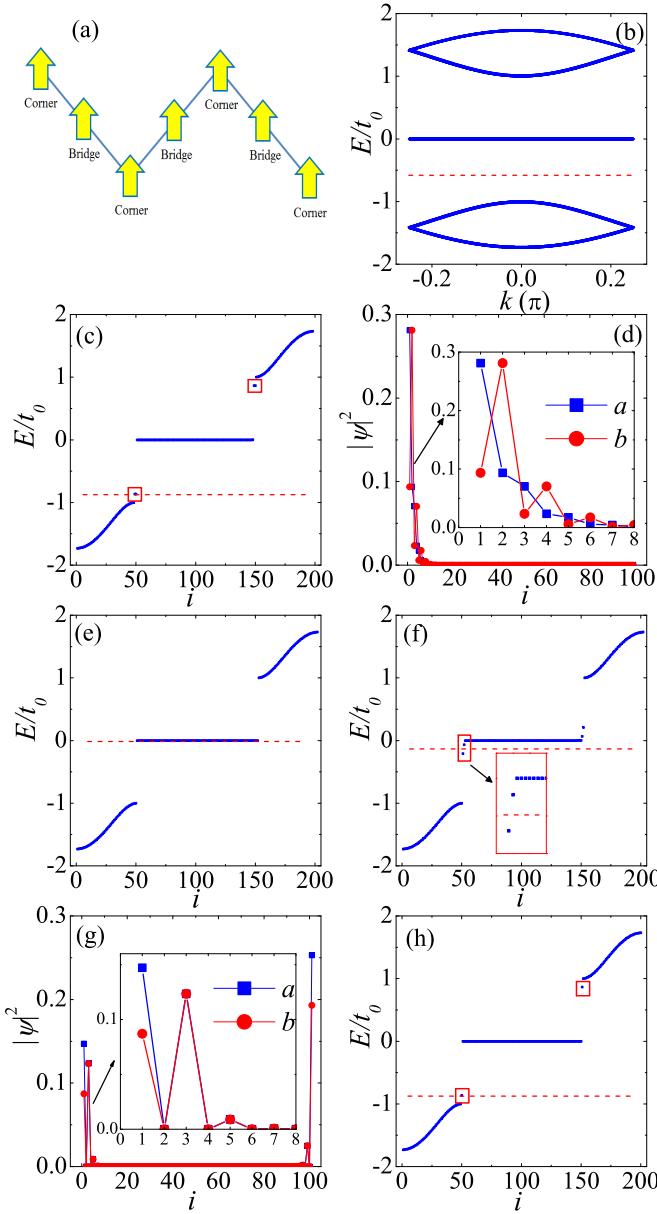 (a)
Corner
Corner
Bridge
Bridge
Bridge
Corner
Corner
(b)
E/t0
2
1
0
-1
-2
-0.2
0.0
0.2
k (π)
(c)
E/t0
2
1
0
-1
-2
0
50
100
150
200
i
(d)
|ψ|²
0.3
0.2
0.1
0.0
0
20
40
60
80
100
i
0.3
0.2
0.1
0.0
0
1
2
3
4
5
6
7
8
a
b
(e)
E/t0
2
1
0
-1
-2
0
50
100
150
200
i
(f)
E/t0
2
1
0
-1
-2
0
50
100
150
200
i
(g)
|ψ|²
0.3
0.2
0.1
0.0
0
20
40
60
80
100
i
0.1
0.0
0
1
2
3
4
5
6
7
8
a
b
(h)
E/t0
2
1
0
-1
-2
0
50
100
150
200
i